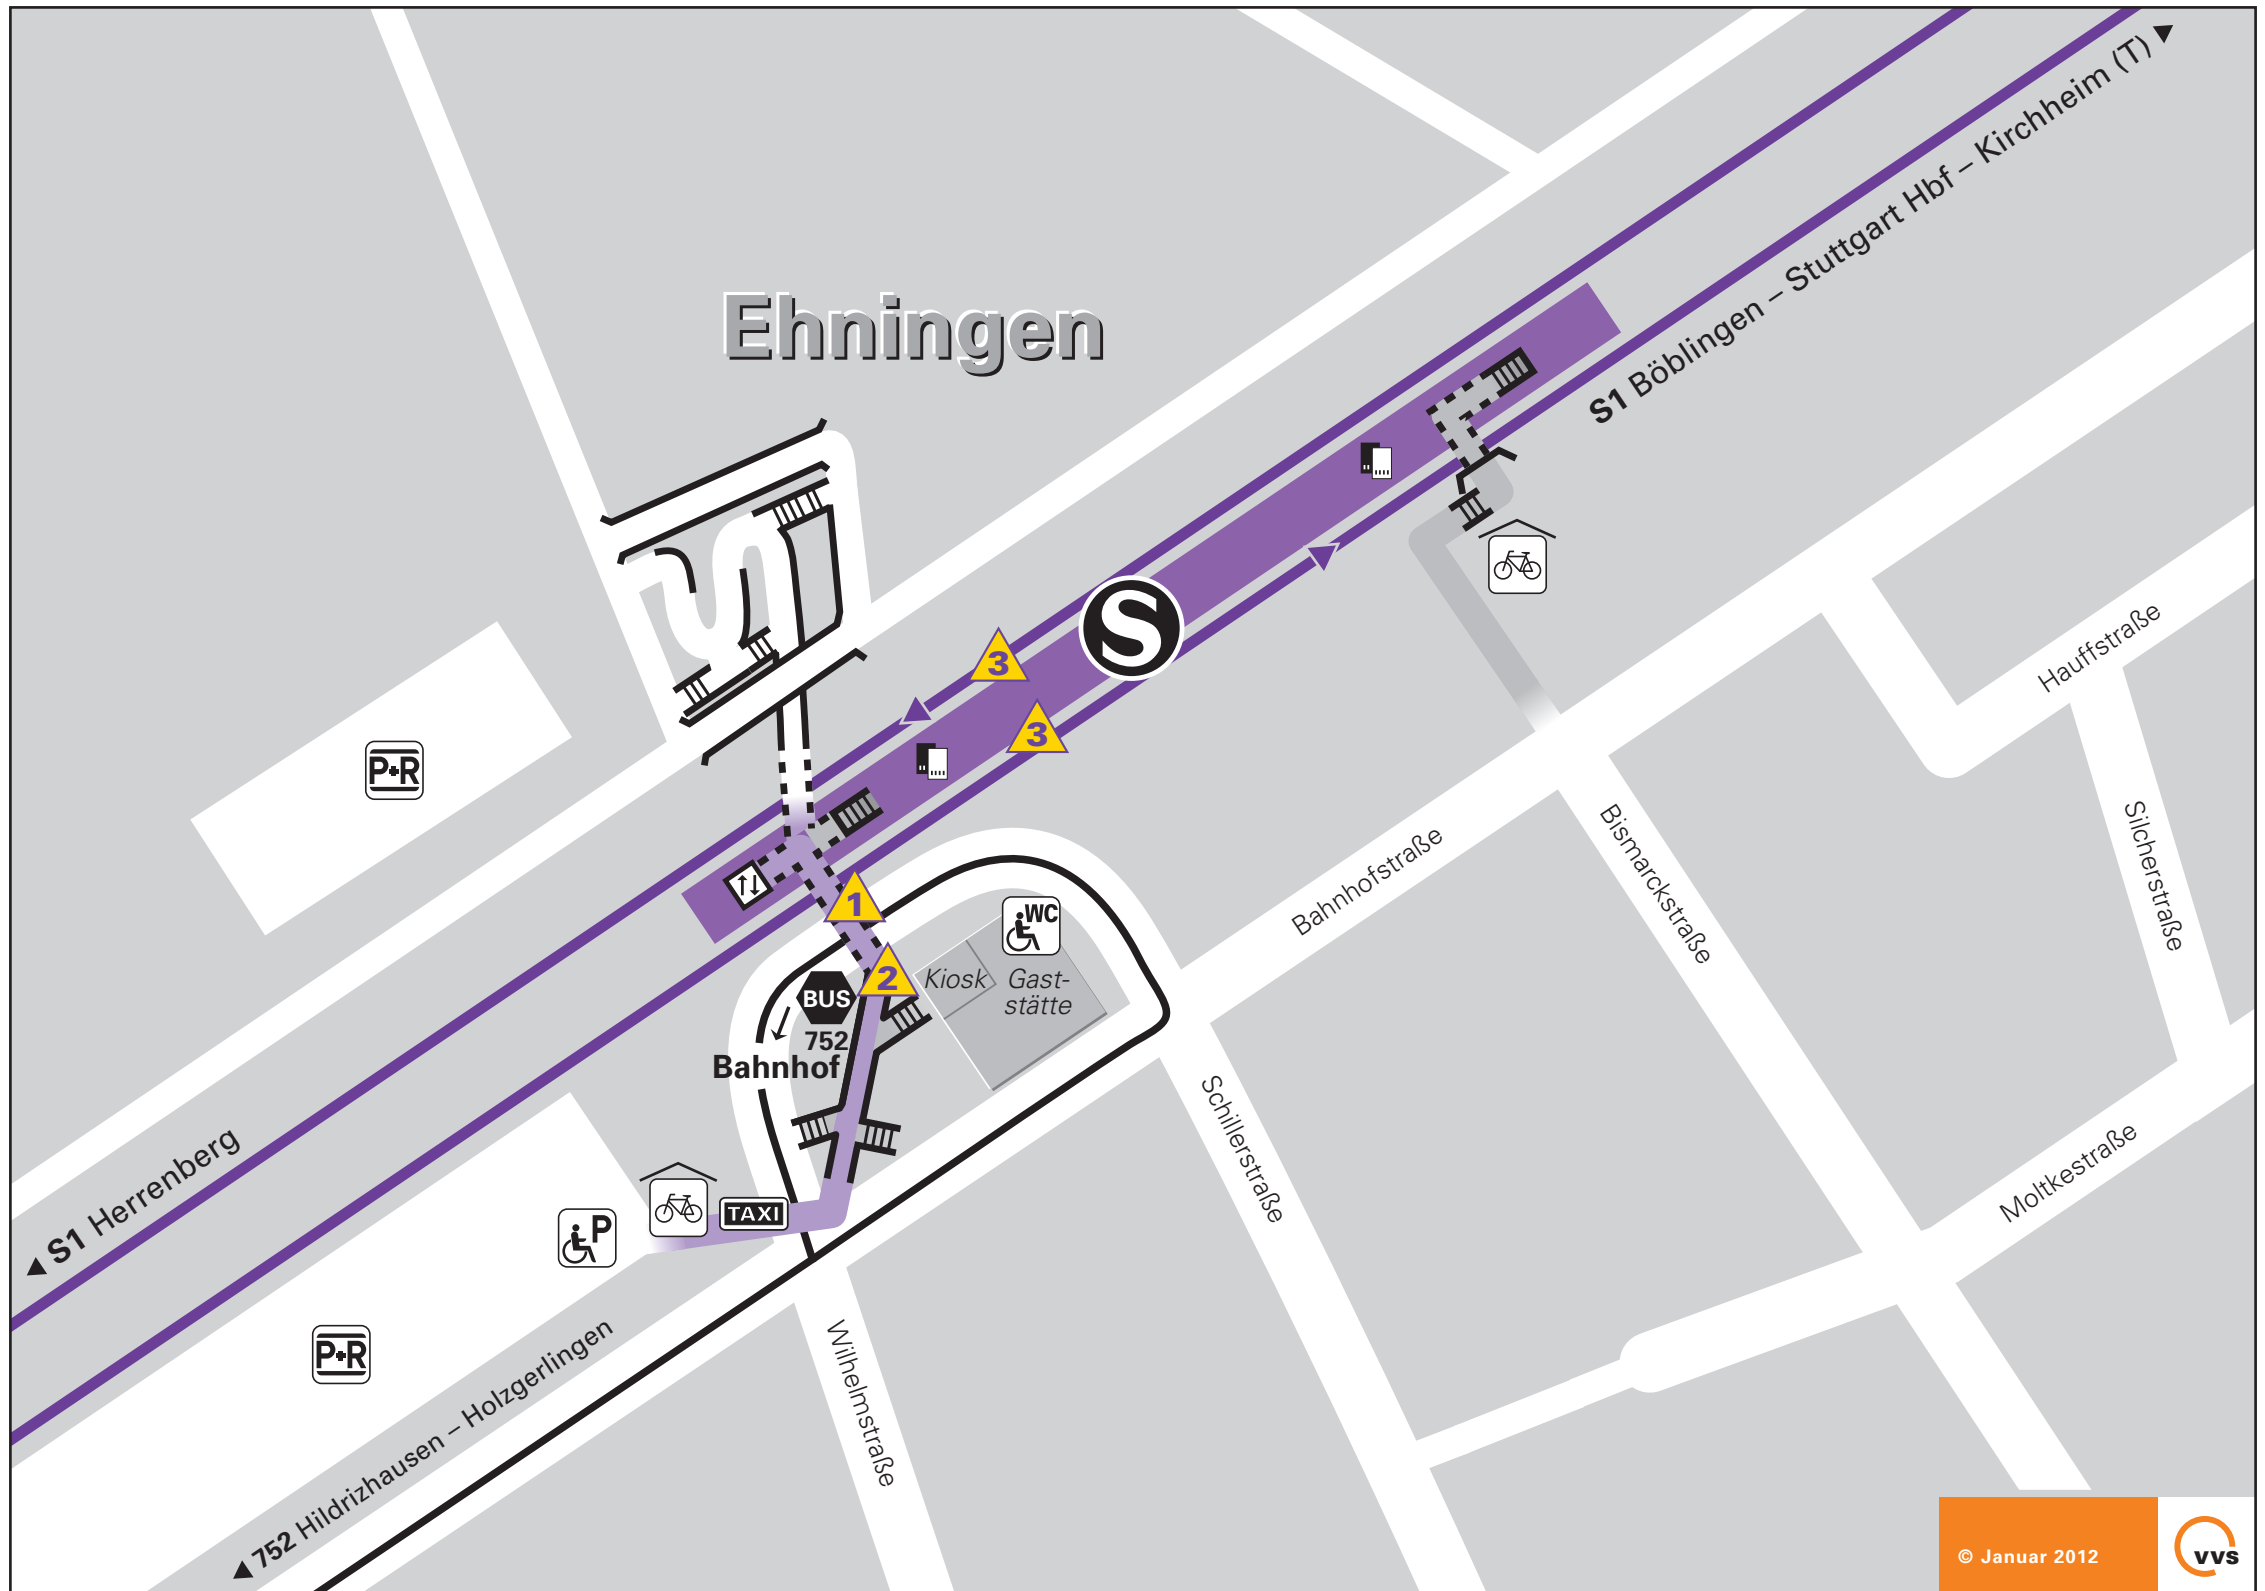 S1 Böblingen – Stuttgart Hbf – Kirchheim (T)
Ehningen
S
3
3
P+R
Hauffstraße
Silcherstraße
Bismarckstraße
Bahnhofstraße
1
2
WC
Kiosk
Gast-
stätte
BUS
752
Bahnhof
Schillerstraße
Moltkestraße
S1 Herrenberg
TAXI
P
P+R
752 Hildrizhausen – Holzgerlingen
Wilhelmstraße
© Januar 2012
vvs